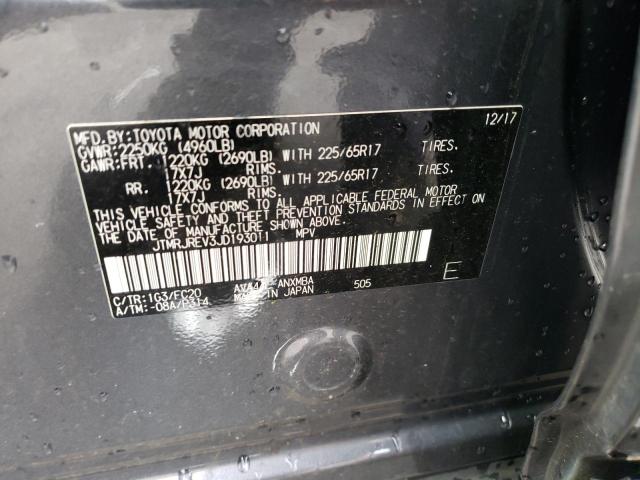 MFD.BY:TOYOTA MOTOR CORPORATION 12/17
GVWR:2250KG (4960LB)
GAWR:FRT. 1220KG (2690LB) WITH 225/65R17 TIRES.
17X7J RIMS.
RR. 1220KG (2690LB) WITH 225/65R17 TIRES.
17X7J RIMS.
THIS VEHICLE CONFORMS TO ALL APPLICABLE FEDERAL MOTOR
VEHICLE SAFETY AND THEFT PREVENTION STANDARDS IN EFFECT
ON THE DATE OF MANUFACTURE SHOWN ABOVE.
JTMRJREV3JD193011 MPV
C/TR:1G3/FC20 ANXMBA 505 E
A/TM:-08A/ MADE IN JAPAN